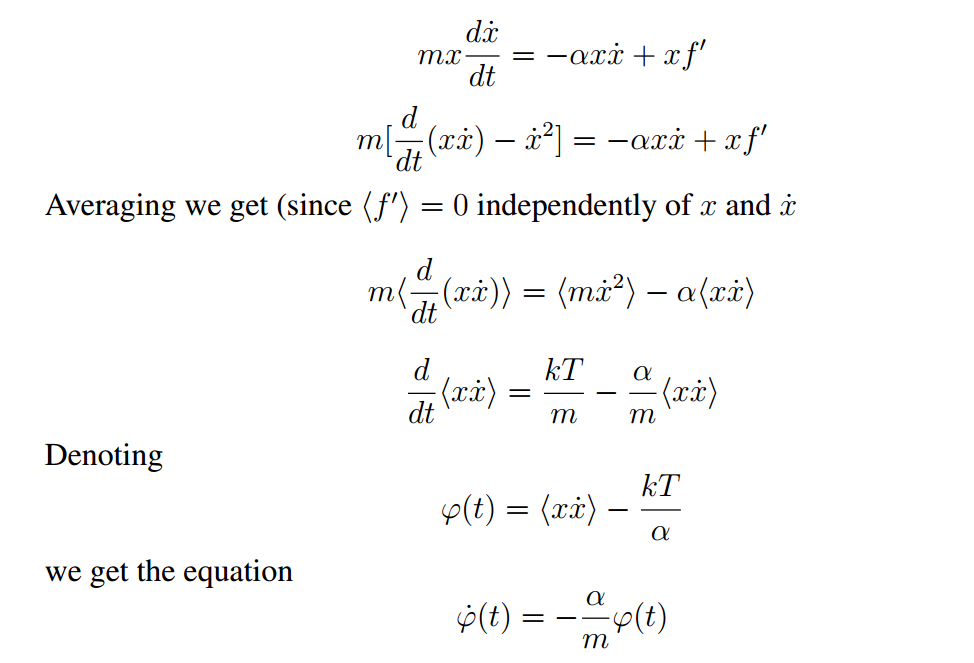 $$mx\frac{d\dot{x}}{dt} = -\alpha x\dot{x} + xf'$$
$$m[\frac{d}{dt}(x\dot{x}) - \dot{x}^2] = -\alpha x\dot{x} + xf'$$
Averaging we get (since $\langle f' \rangle = 0$ independently of $x$ and $\dot{x}$
$$m\langle \frac{d}{dt}(x\dot{x})\rangle = \langle m\dot{x}^2\rangle - \alpha\langle x\dot{x}\rangle$$
$$\frac{d}{dt}\langle x\dot{x}\rangle = \frac{kT}{m} - \frac{\alpha}{m}\langle x\dot{x}\rangle$$
Denoting
$$\varphi(t) = \langle x\dot{x}\rangle - \frac{kT}{\alpha}$$
we get the equation
$$\dot{\varphi}(t) = -\frac{\alpha}{m}\varphi(t)$$